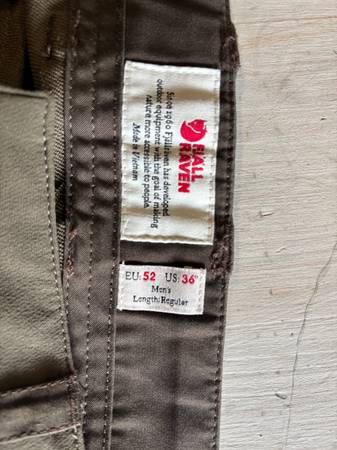 FJÄLL
RÄVEN
Since 1960 Fjällräven has developed
outdoor equipment with the goal of making
nature more accessible to people.
Made in Vietnam
EU: 52 US: 36"
Men's
Length: Regular